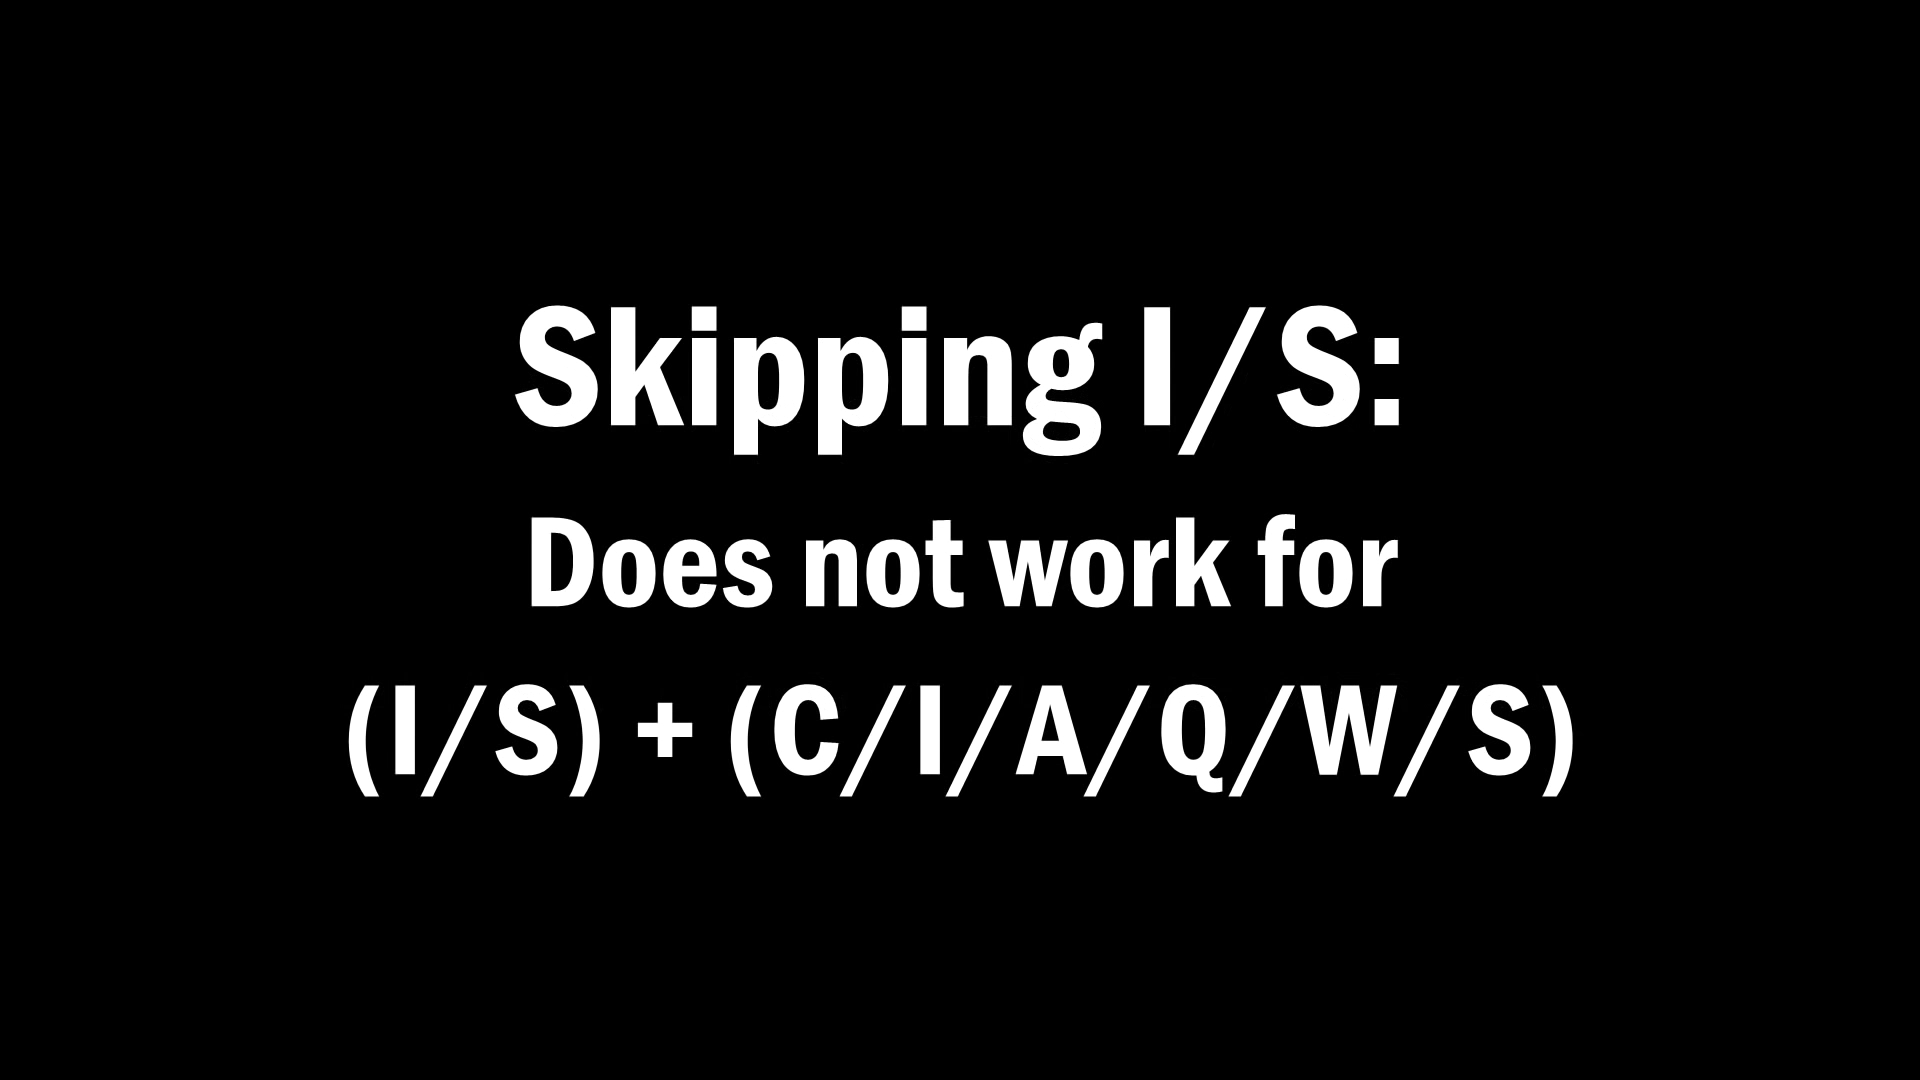 Skipping I/S:
Does not work for
(I/S) + (C/I/A/Q/W/S)